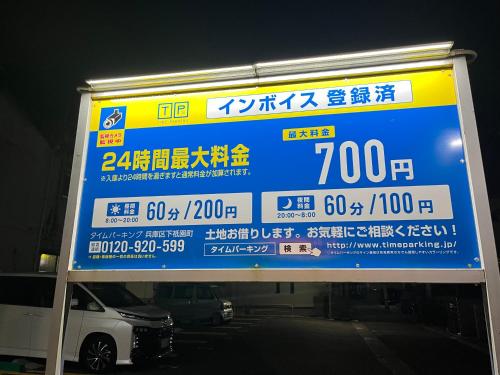 TP
インボイス 登録済
監視カメラ
監視中
24時間最大料金
※入庫より24時間を過ぎますと通常料金が加算されます。
最大料金
700円
昼間
料金
8:00~20:00
60分/200円
夜間
料金
20:00~8:00
60分/100円
タイムパーキング 兵庫区下祇園町
0120-920-599
土地お借りします。お気軽にご相談ください!
タイムパーキング 検索
http://www.timeparking.jp/